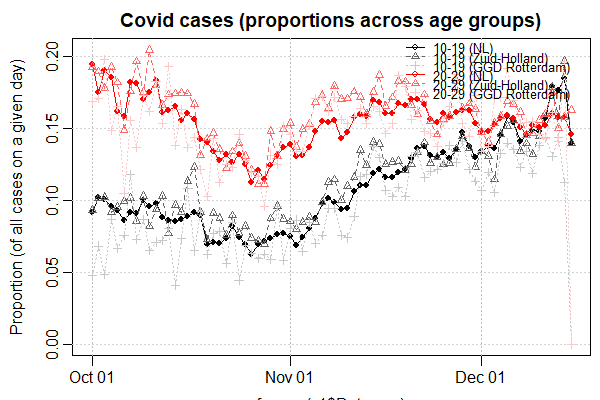 Covid cases (proportions across age groups)
10-19 (NL)
10-19 (Zuid-Holland)
10-19 (GGD Rotterdam)
20-29 (NL)
20-29 (Zuid-Holland)
20-29 (GGD Rotterdam)
Proportion (of all cases on a given day)
0.20
0.15
0.10
0.05
0.00
Oct 01
Nov 01
Dec 01